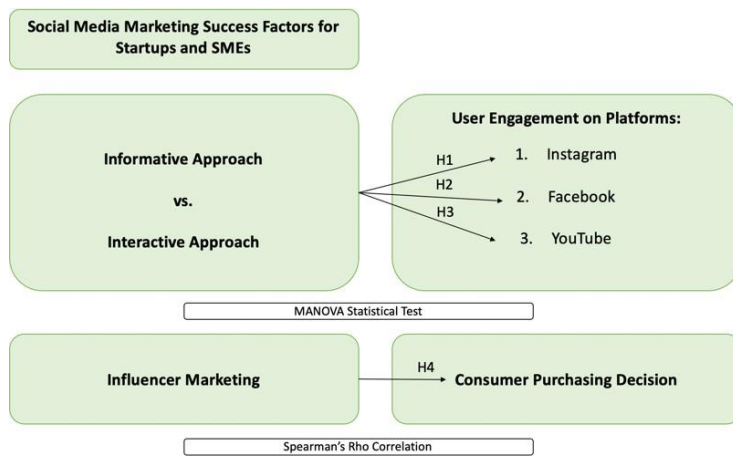 Social Media Marketing Success Factors for
Startups and SMEs
Informative Approach
vs.
Interactive Approach
User Engagement on Platforms:
H1
1. Instagram
H2
2. Facebook
H3
3. YouTube
MANOVA Statistical Test
Influencer Marketing
H4
Consumer Purchasing Decision
Spearman's Rho Correlation